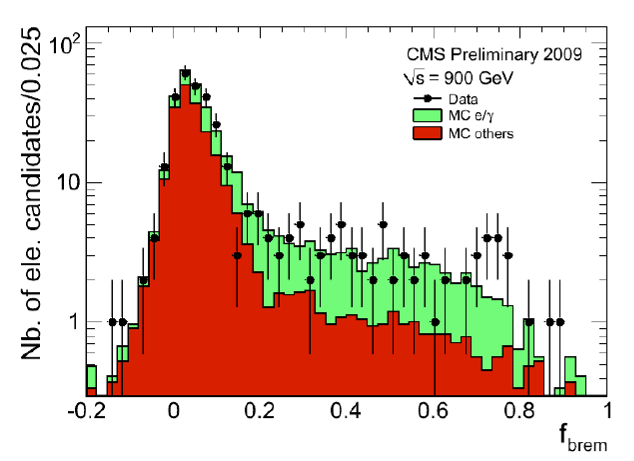 Nb. of ele. candidates/0.025
10²
10
1
CMS Preliminary 2009
√s = 900 GeV
Data
MC e/γ
MC others
-0.2 0 0.2 0.4 0.6 0.8 1
f_brem